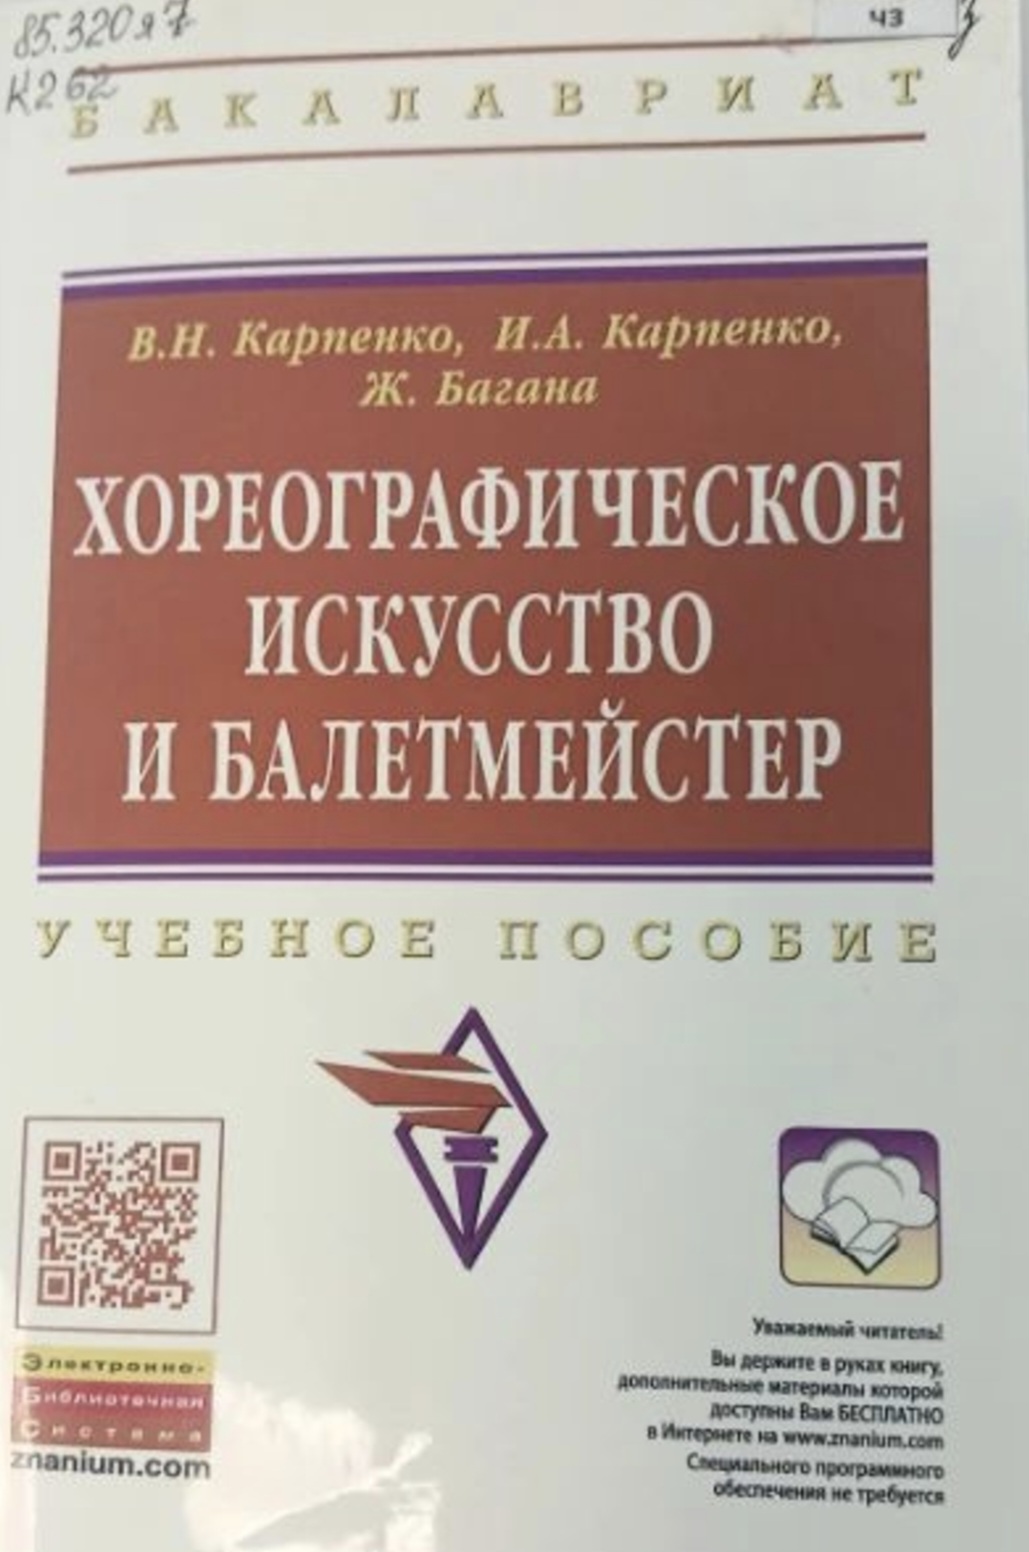 85.320я7
К262
ЧЗ
БАКАЛАВРИАТ
В.Н. Карпенко, И.А. Карпенко,
Ж. Багана
ХОРЕОГРАФИЧЕСКОЕ
ИСКУССТВО
И БАЛЕТМЕЙСТЕР
УЧЕБНОЕ ПОСОБИЕ
Электронно-
Библиотечная
Система
znanium.com
Уважаемый читатель!
Вы держите в руках книгу,
дополнительные материалы которой
доступны Вам БЕСПЛАТНО
в Интернете на www.znanium.com
Специального программного
обеспечения не требуется